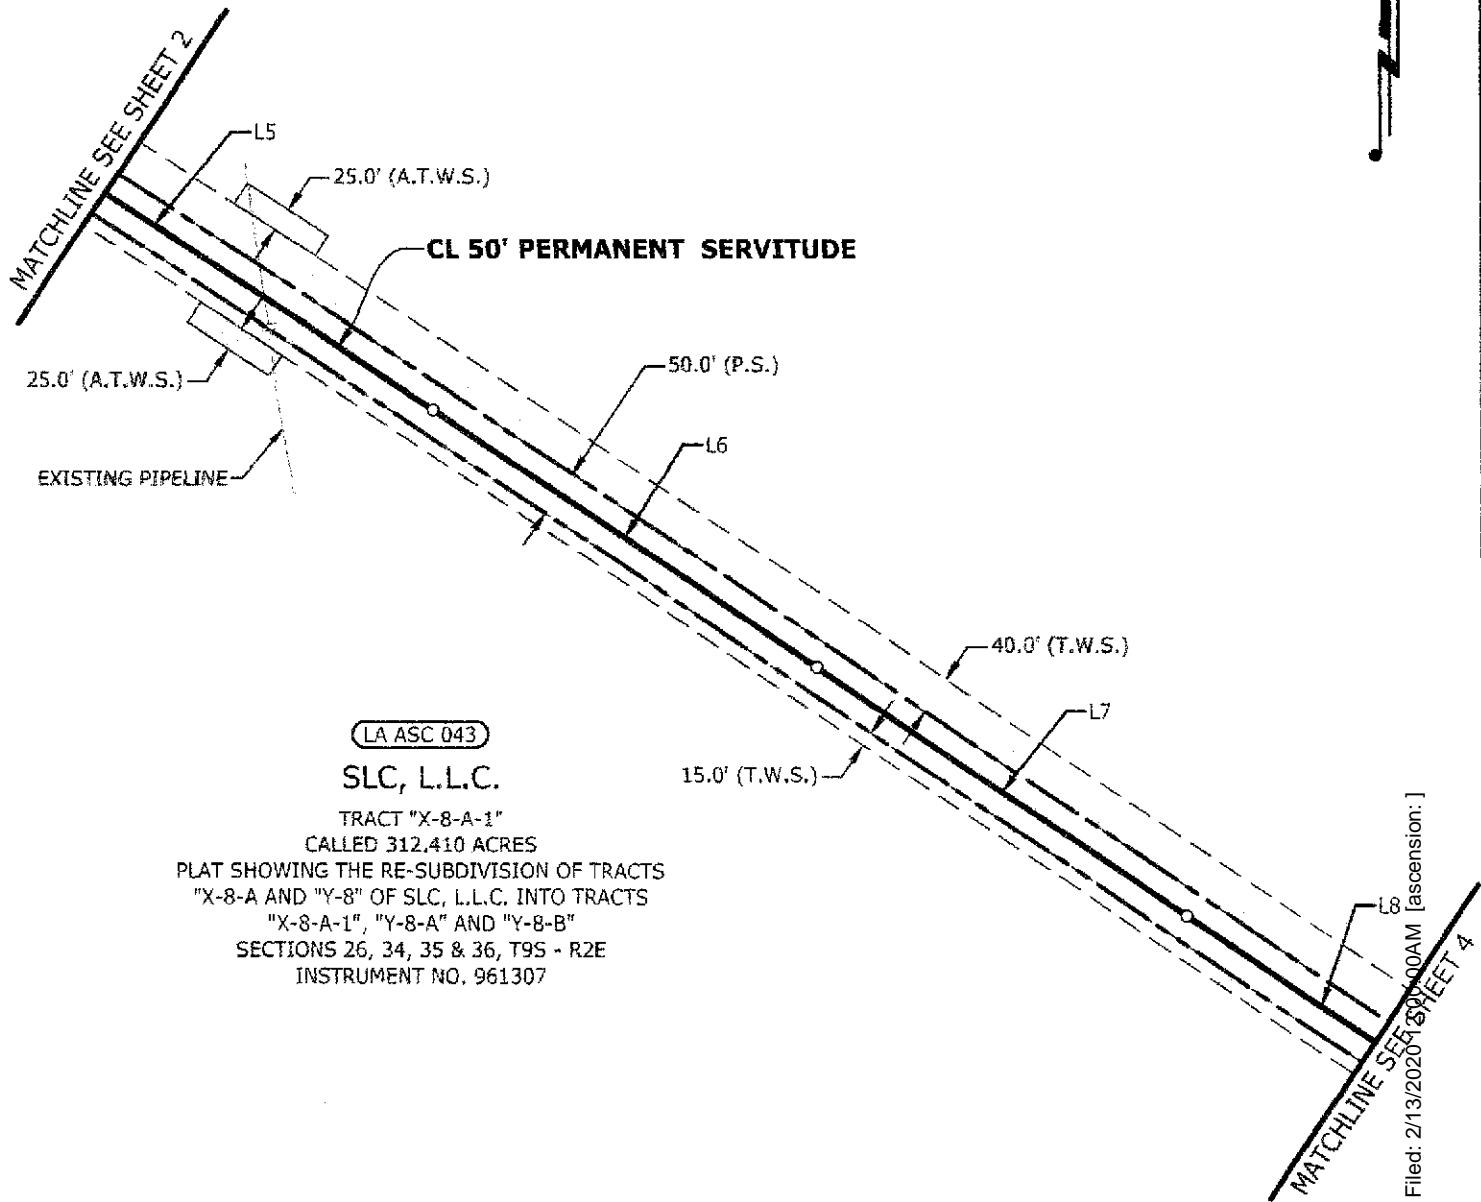 MATCHLINE SEE SHEET 2
L5
25.0' (A.T.W.S.)
CL 50' PERMANENT SERVITUDE
25.0' (A.T.W.S.)
50.0' (P.S.)
L6
EXISTING PIPELINE
40.0' (T.W.S.)
L7
15.0' (T.W.S.)
LA ASC 043
SLC, L.L.C.
TRACT "X-8-A-1"
CALLED 312.410 ACRES
PLAT SHOWING THE RE-SUBDIVISION OF TRACTS
"X-8-A AND "Y-8" OF SLC, L.L.C. INTO TRACTS
"X-8-A-1", "Y-8-A" AND "Y-8-B"
SECTIONS 26, 34, 35 & 36, T9S - R2E
INSTRUMENT NO. 961307
L8
MATCHLINE SEE SHEET 4
Filed: 2/13/2020 12:00:00AM [ascension: ]